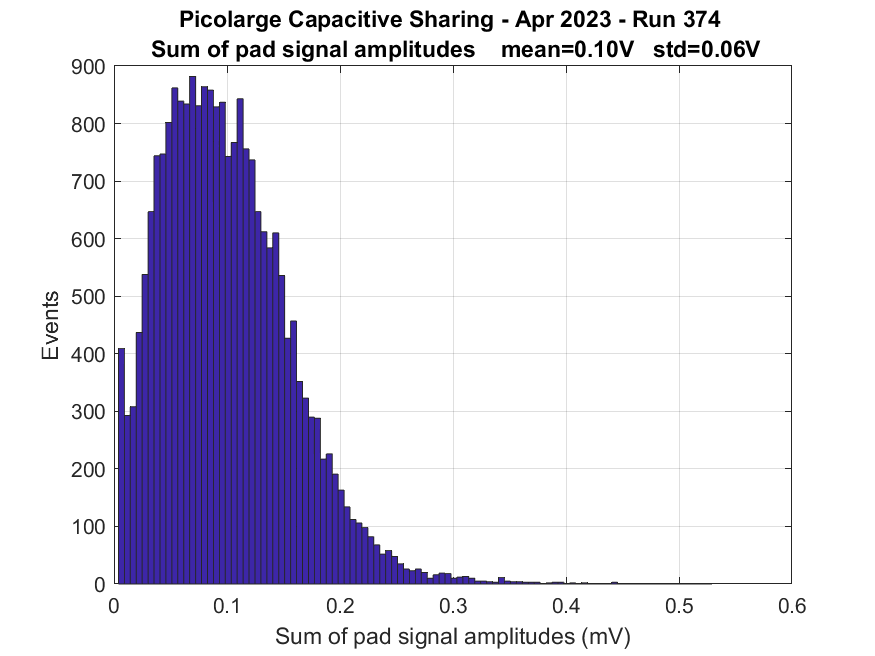 Picolarge Capacitive Sharing - Apr 2023 - Run 374
Sum of pad signal amplitudes mean=0.10V std=0.06V
900
800
700
600
500
400
300
200
100
0
Events
0 0.1 0.2 0.3 0.4 0.5 0.6
Sum of pad signal amplitudes (mV)